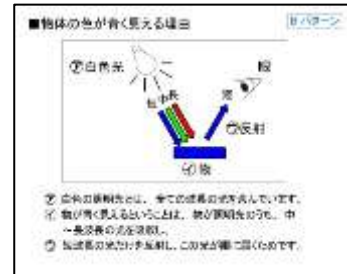 ■物体の色が青く見える理由
Bパターン
㋐白色光
眼
短中長
短
㋒反射
㋑物
㋐ 白色の照明光とは、全ての波長の光を含んでいます。
㋑ 物が青く見えるということは、物が照明光のうち、中
～長波長の光を吸収し、
㋒ 短波長の光だけを反射し、この光が眼に届くためです。